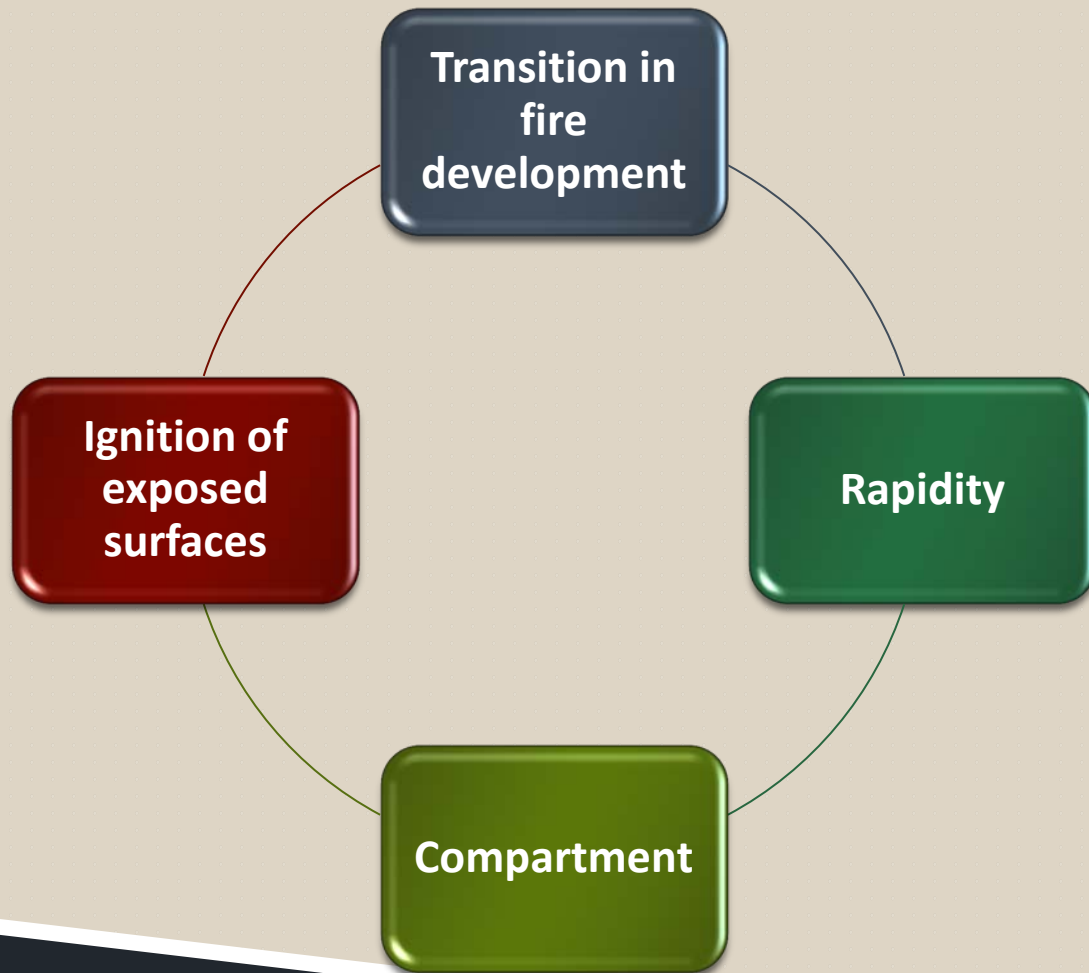 Transition in
fire
development
Ignition of
exposed
surfaces
Rapidity
Compartment